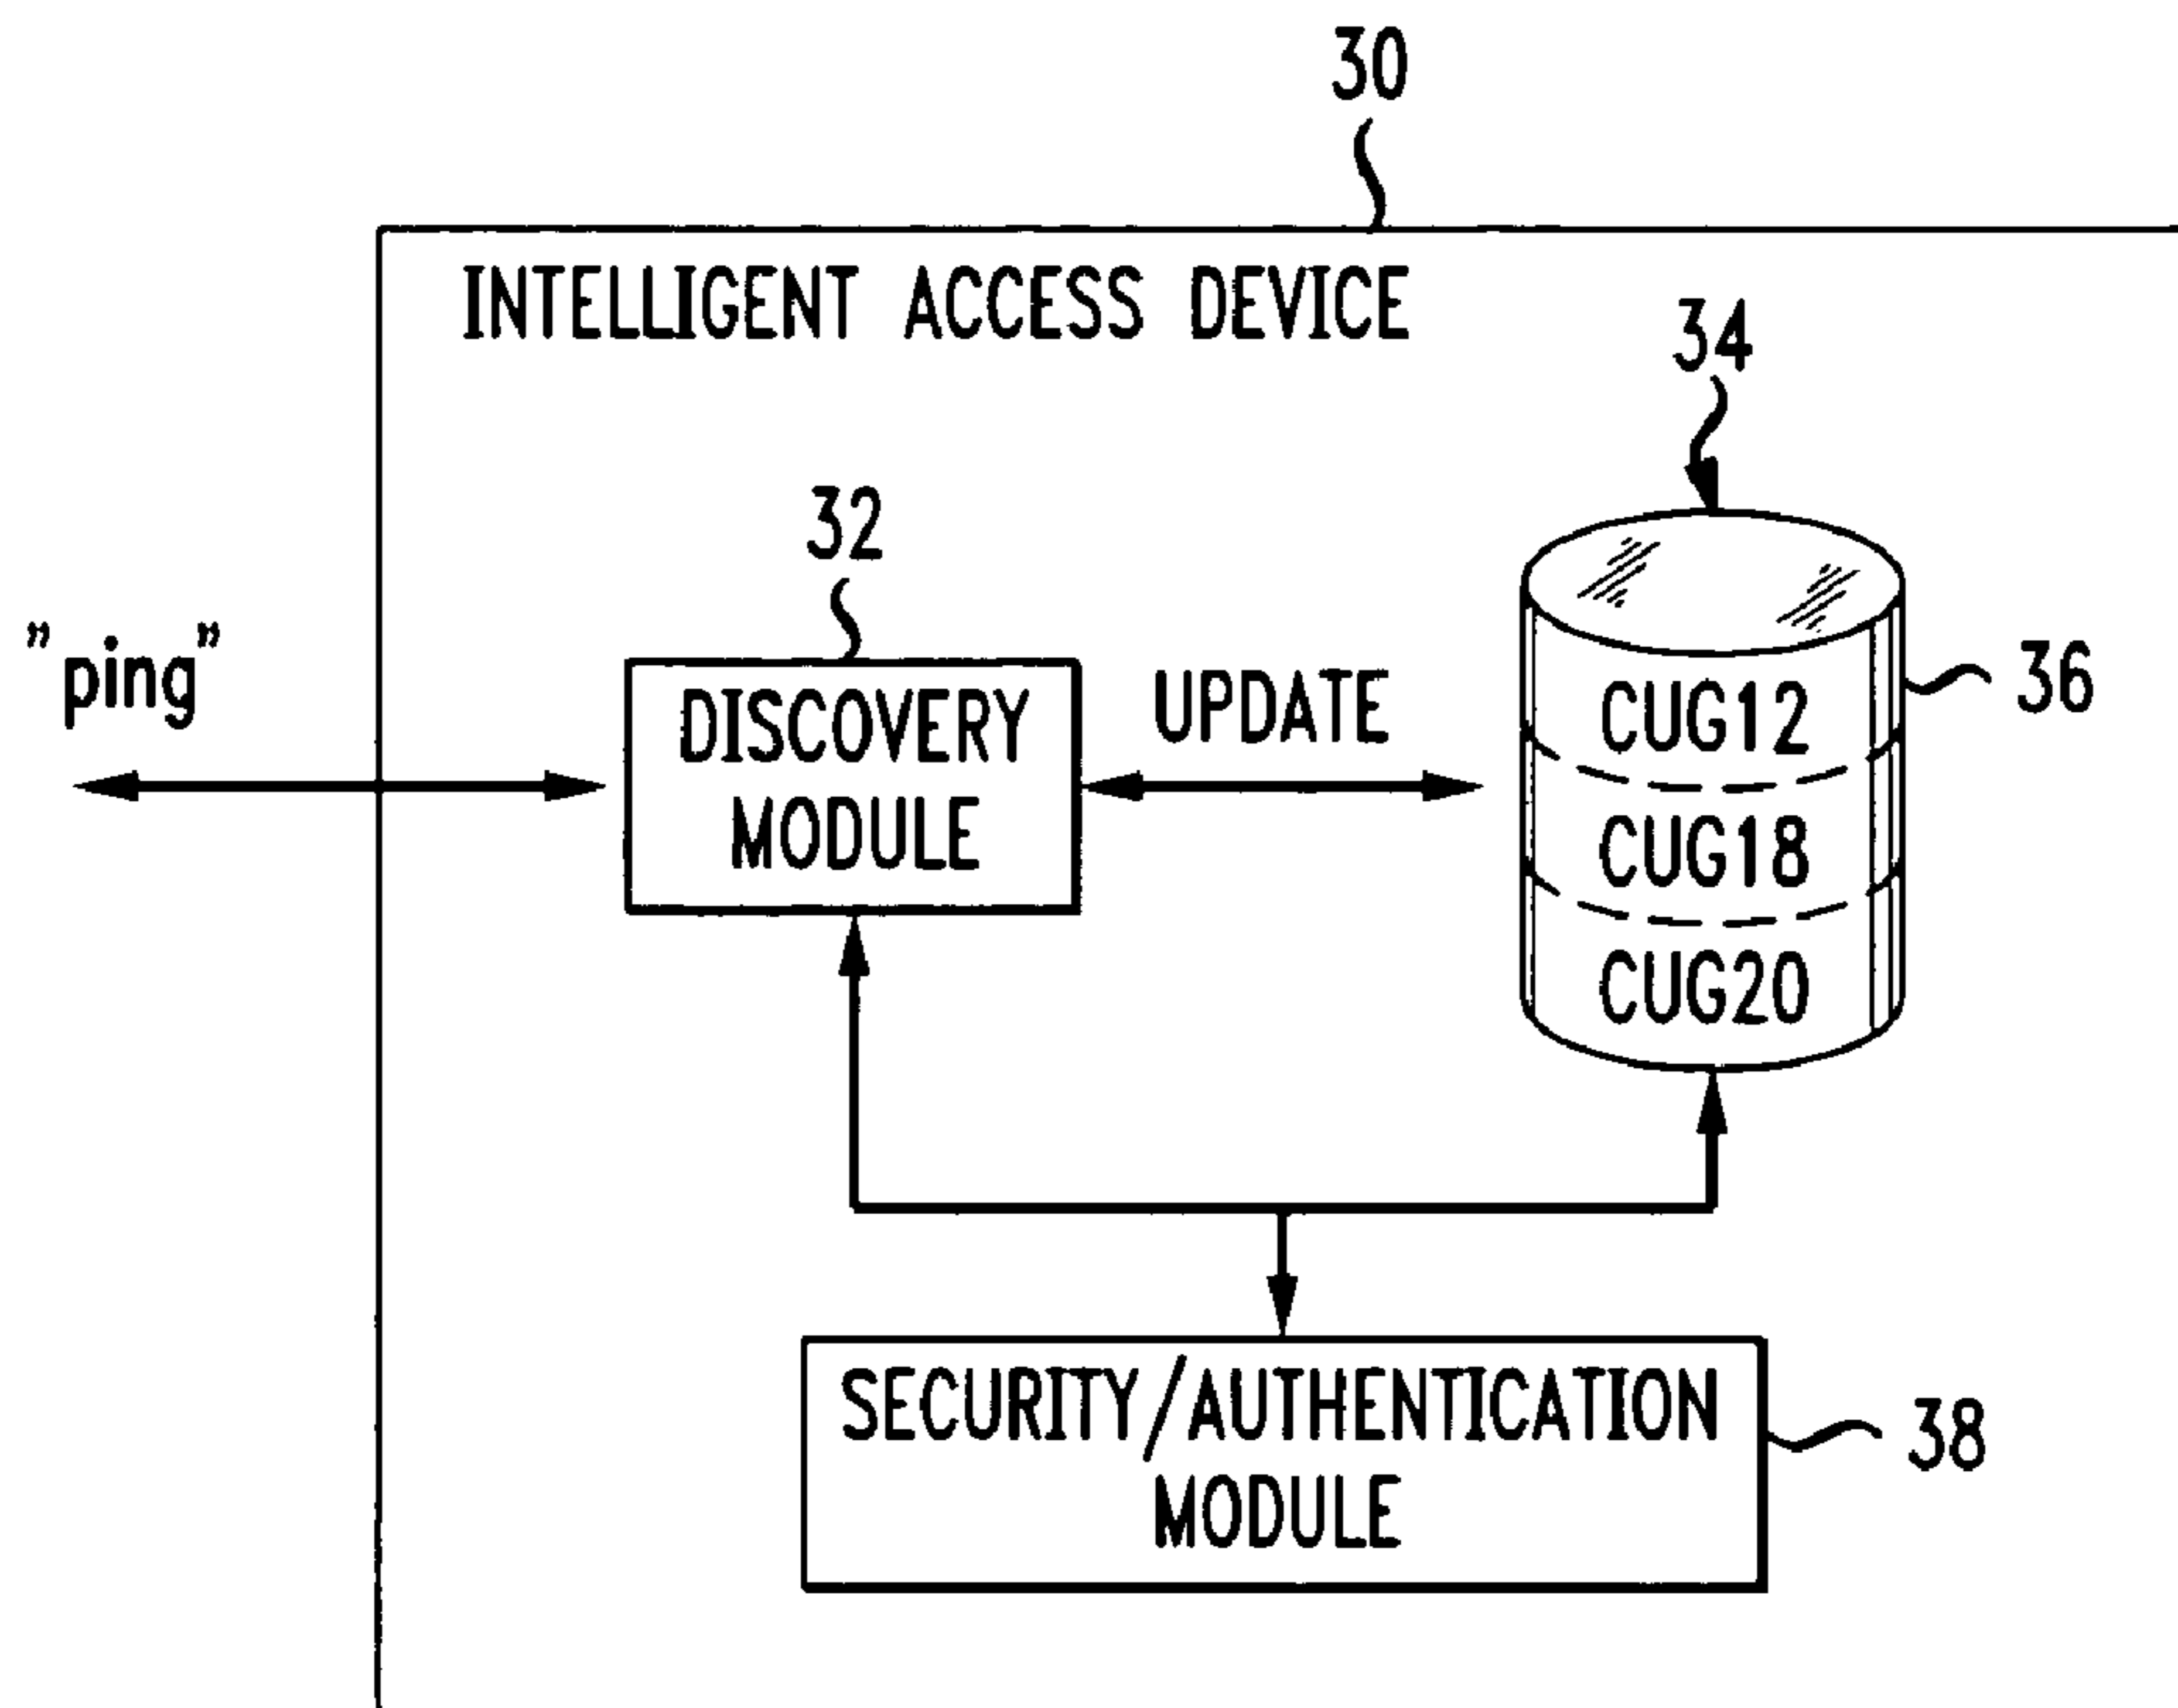 30
INTELLIGENT ACCESS DEVICE
34
32
"ping"
36
DISCOVERY
MODULE
UPDATE
CUG12
CUG18
CUG20
SECURITY/AUTHENTICATION
MODULE
38